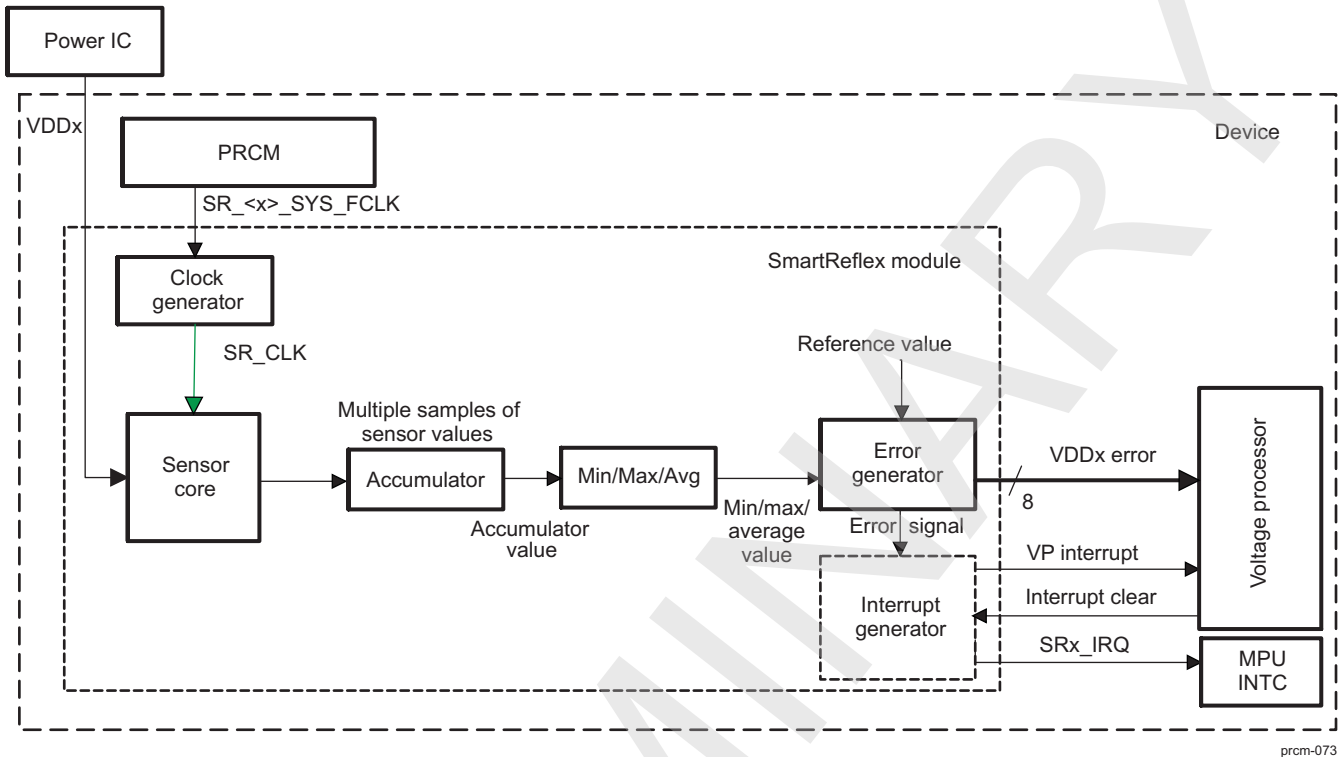 Power IC
VDDx
Device
PRCM
SR_<x>_SYS_FCLK
SmartReflex module
Clock
generator
Reference value
SR_CLK
Multiple samples of
sensor values
Sensor
core
Accumulator
Min/Max/Avg
Error
generator
VDDx error
8
Voltage processor
Accumulator
value
Min/max/
average
value
Error signal
VP interrupt
Interrupt clear
Interrupt
generator
SRx_IRQ
MPU
INTC
prcm-073